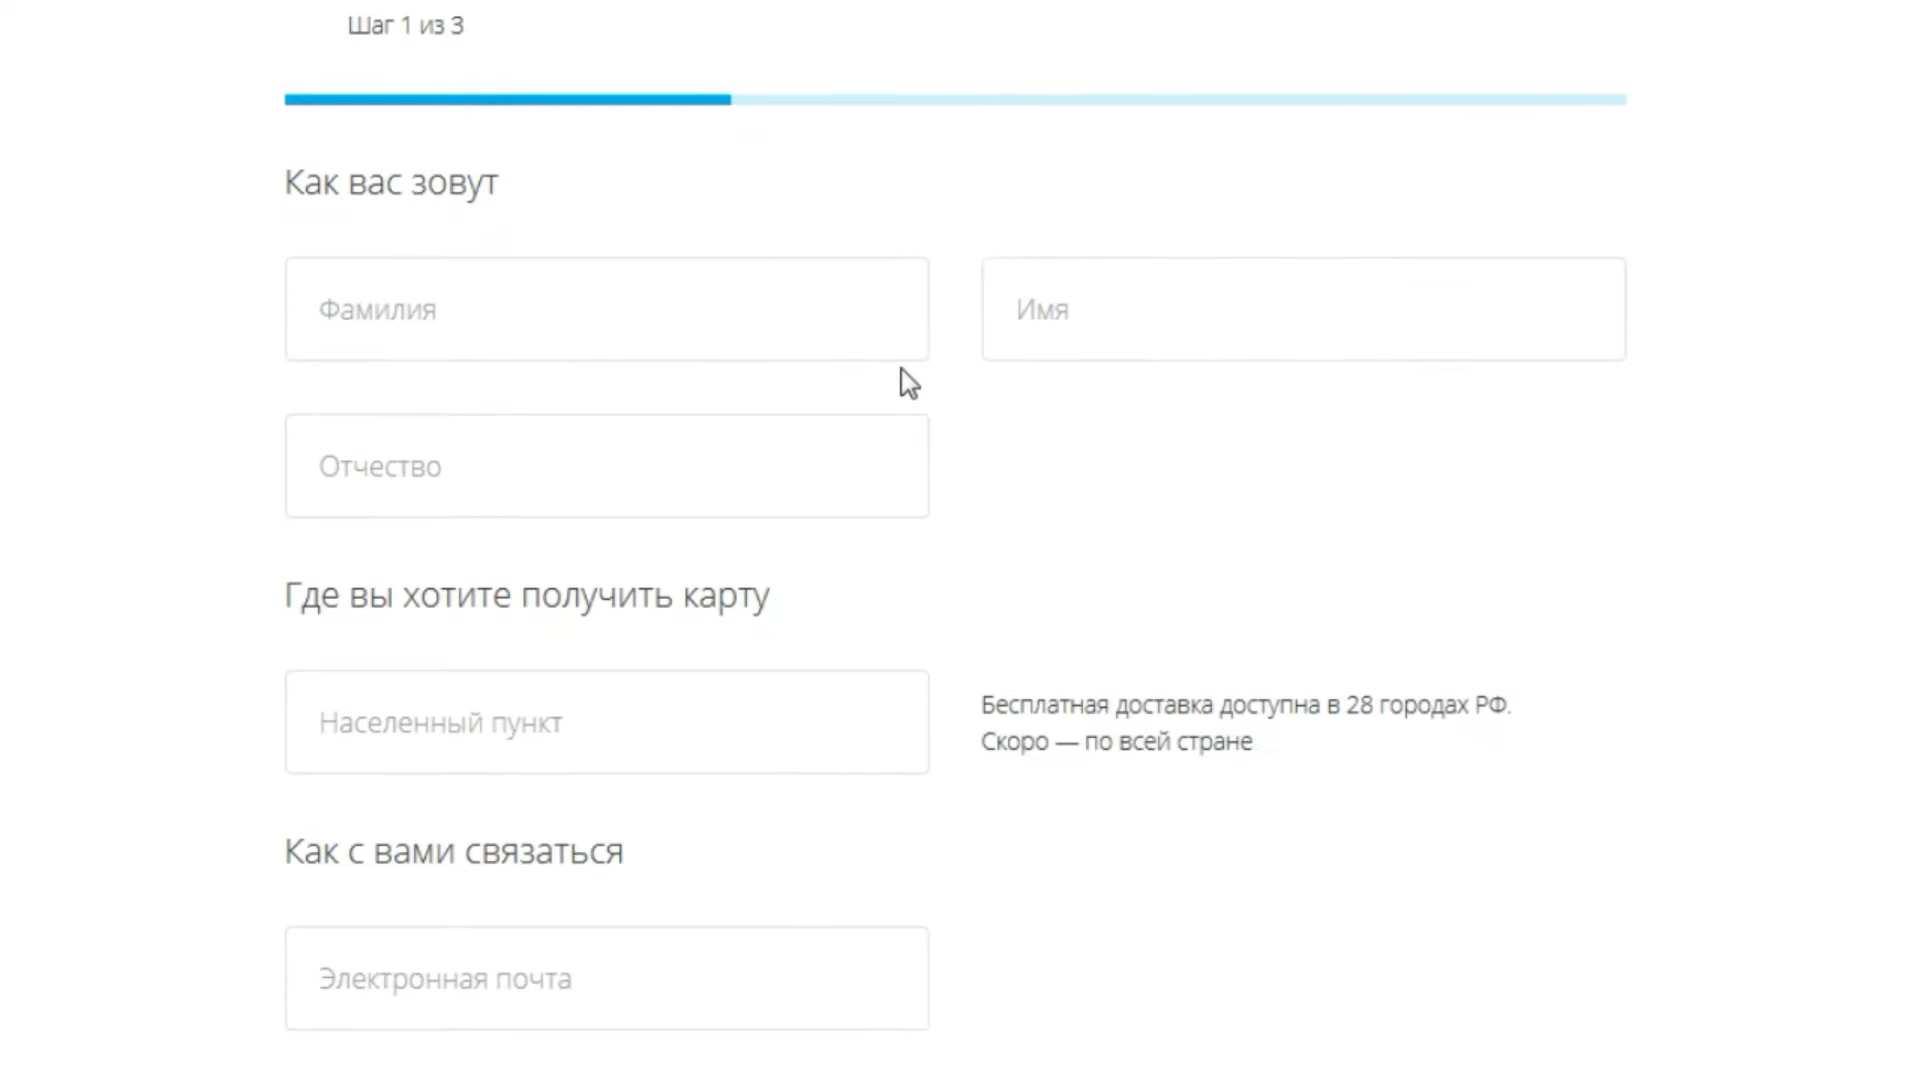 Шаг 1 из 3
Как вас зовут
Фамилия
Имя
Отчество
Где вы хотите получить карту
Населенный пункт
Бесплатная доставка доступна в 28 городах РФ.
Скоро — по всей стране
Как с вами связаться
Электронная почта